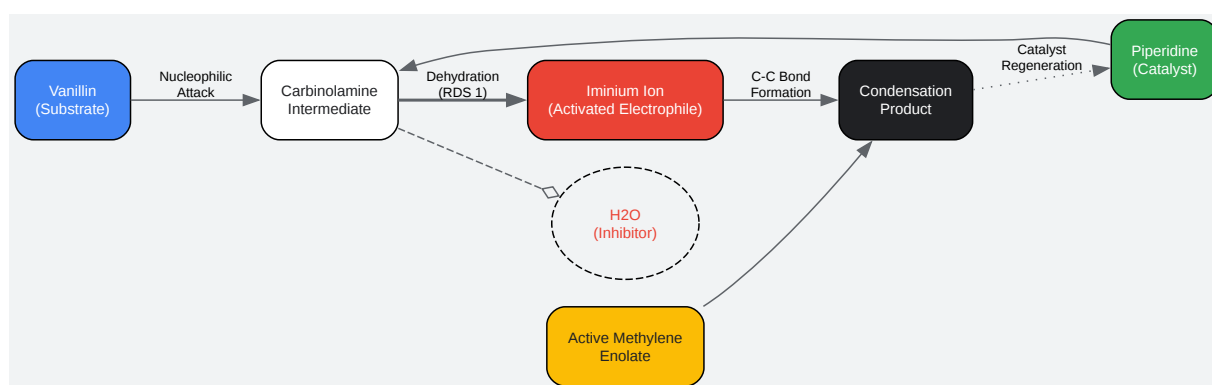 Vanillin
(Substrate)
Nucleophilic
Attack
Carbinolamine
Intermediate
Dehydration
(RDS 1)
Iminium Ion
(Activated Electrophile)
C-C Bond
Formation
Condensation
Product
Catalyst
Regeneration
Piperidine
(Catalyst)
H2O
(Inhibitor)
Active Methylene
Enolate